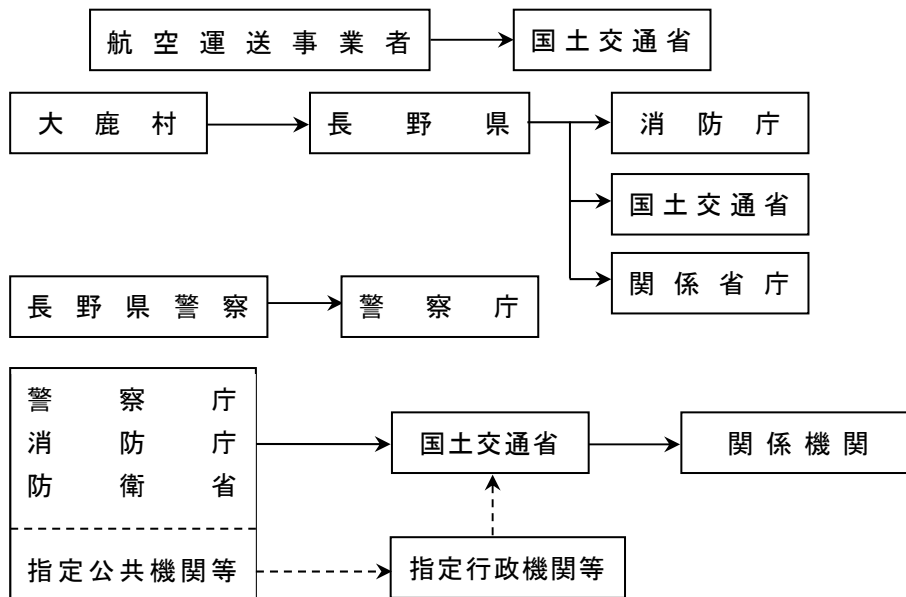 航空運送事業者
国土交通省
大鹿村
長野県
消防庁
国土交通省
関係省庁
長野県警察
警察庁
警察庁
消防庁
防衛省
国土交通省
関係機関
指定公共機関等
指定行政機関等